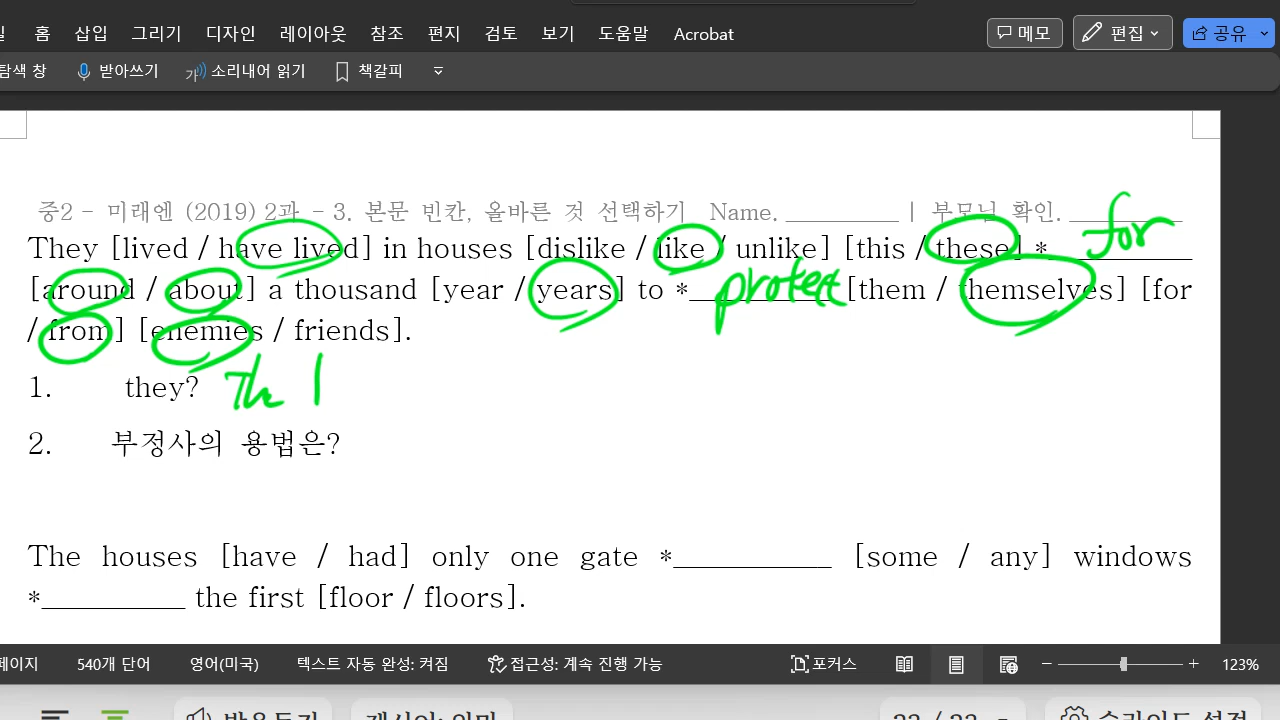 홈 삽입 그리기 디자인 레이아웃 참조 편지 검토 보기 도움말 Acrobat 메모 편집 공유
탐색 창 받아쓰기 가 소리내어 읽기 책갈피
중2 - 미래엔 (2019) 2과 - 3. 본문 빈칸, 올바른 것 선택하기 Name. __________ | 부모님 확인. __________
They [lived / have lived] in houses [dislike / like / unlike] [this / these] *__________ for
[around / about] a thousand [year / years] to *__________ protect [them / themselves] [for
/ from] [enemies / friends].
1. they? Th
2. 부정사의 용법은?
The houses [have / had] only one gate *__________ [some / any] windows
*__________ the first [floor / floors].
페이지 540개 단어 영어(미국) 텍스트 자동 완성: 켜짐 접근성: 계속 진행 가능 포커스 123%